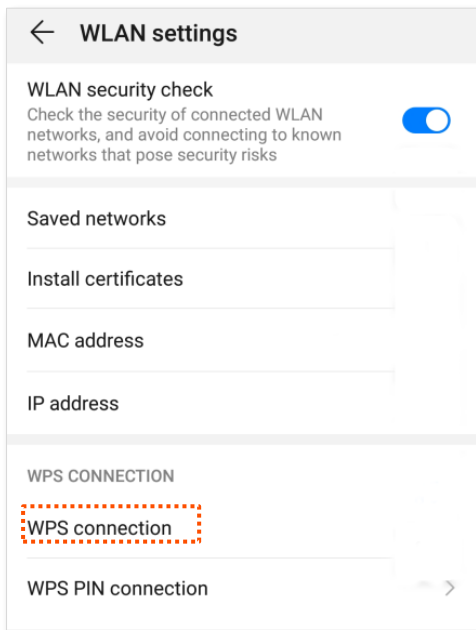 WLAN settings
WLAN security check
Check the security of connected WLAN
networks, and avoid connecting to known
networks that pose security risks
Saved networks
Install certificates
MAC address
IP address
WPS CONNECTION
WPS connection
WPS PIN connection